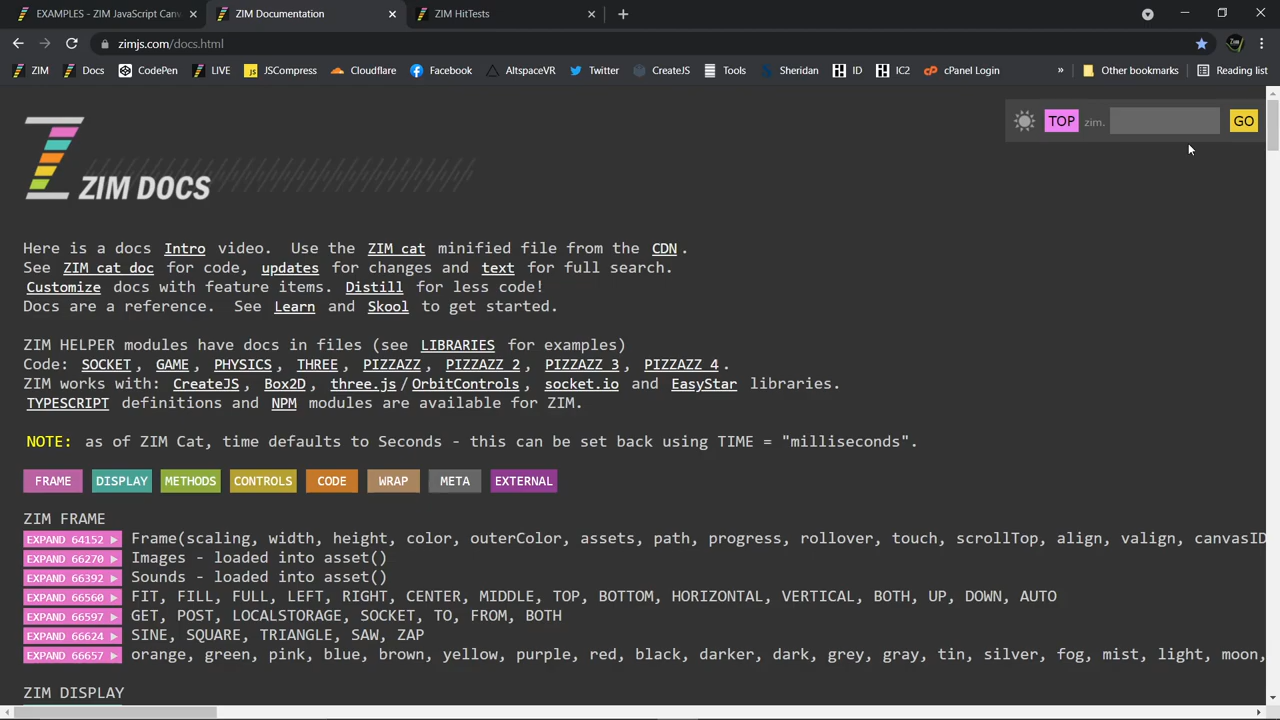 EXAMPLES - ZIM JavaScript Canv
ZIM Documentation
ZIM HitTests
zimjs.com/docs.html
ZIM
Docs
CodePen
LIVE
JSCompress
Cloudflare
Facebook
AltspaceVR
Twitter
CreateJS
Tools
Sheridan
ID
IC2
cPanel Login
»
Other bookmarks
Reading list
TOP zim. GO
ZIM DOCS
Here is a docs Intro video. Use the ZIM cat minified file from the CDN.
See ZIM cat doc for code, updates for changes and text for full search.
Customize docs with feature items. Distill for less code!
Docs are a reference. See Learn and Skool to get started.
ZIM HELPER modules have docs in files (see LIBRARIES for examples)
Code: SOCKET, GAME, PHYSICS, THREE, PIZZAZZ, PIZZAZZ 2, PIZZAZZ 3, PIZZAZZ 4.
ZIM works with: CreateJS, Box2D, three.js/OrbitControls, socket.io and EasyStar libraries.
TYPESCRIPT definitions and NPM modules are available for ZIM.
NOTE: as of ZIM Cat, time defaults to Seconds - this can be set back using TIME = "milliseconds".
FRAME DISPLAY METHODS CONTROLS CODE WRAP META EXTERNAL
ZIM FRAME
EXPAND 64152 ▶ Frame(scaling, width, height, color, outerColor, assets, path, progress, rollover, touch, scrollTop, align, valign, canvasID
EXPAND 66270 ▶ Images - loaded into asset()
EXPAND 66392 ▶ Sounds - loaded into asset()
EXPAND 66560 ▶ FIT, FILL, FULL, LEFT, RIGHT, CENTER, MIDDLE, TOP, BOTTOM, HORIZONTAL, VERTICAL, BOTH, UP, DOWN, AUTO
EXPAND 66597 ▶ GET, POST, LOCALSTORAGE, SOCKET, TO, FROM, BOTH
EXPAND 66624 ▶ SINE, SQUARE, TRIANGLE, SAW, ZAP
EXPAND 66657 ▶ orange, green, pink, blue, brown, yellow, purple, red, black, darker, dark, grey, gray, tin, silver, fog, mist, light, moon,
ZIM DISPLAY